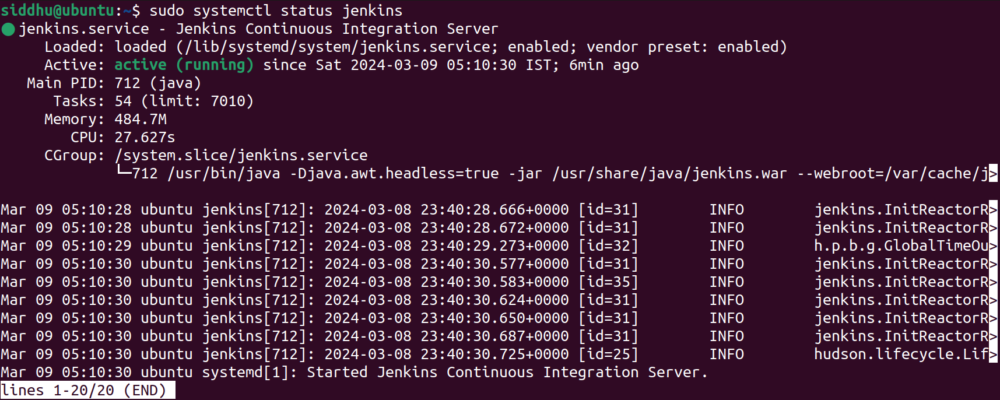 siddhu@ubuntu:~$ sudo systemctl status jenkins
● jenkins.service - Jenkins Continuous Integration Server
     Loaded: loaded (/lib/systemd/system/jenkins.service; enabled; vendor preset: enabled)
     Active: active (running) since Sat 2024-03-09 05:10:30 IST; 6min ago
   Main PID: 712 (java)
      Tasks: 54 (limit: 7010)
     Memory: 484.7M
        CPU: 27.627s
     CGroup: /system.slice/jenkins.service
             └─712 /usr/bin/java -Djava.awt.headless=true -jar /usr/share/java/jenkins.war --webroot=/var/cache/j>

Mar 09 05:10:28 ubuntu jenkins[712]: 2024-03-08 23:40:28.666+0000 [id=31]        INFO        jenkins.InitReactorR>
Mar 09 05:10:28 ubuntu jenkins[712]: 2024-03-08 23:40:28.672+0000 [id=31]        INFO        jenkins.InitReactorR>
Mar 09 05:10:29 ubuntu jenkins[712]: 2024-03-08 23:40:29.273+0000 [id=32]        INFO        h.p.b.g.GlobalTimeOu>
Mar 09 05:10:30 ubuntu jenkins[712]: 2024-03-08 23:40:30.577+0000 [id=31]        INFO        jenkins.InitReactorR>
Mar 09 05:10:30 ubuntu jenkins[712]: 2024-03-08 23:40:30.583+0000 [id=35]        INFO        jenkins.InitReactorR>
Mar 09 05:10:30 ubuntu jenkins[712]: 2024-03-08 23:40:30.624+0000 [id=31]        INFO        jenkins.InitReactorR>
Mar 09 05:10:30 ubuntu jenkins[712]: 2024-03-08 23:40:30.650+0000 [id=31]        INFO        jenkins.InitReactorR>
Mar 09 05:10:30 ubuntu jenkins[712]: 2024-03-08 23:40:30.687+0000 [id=31]        INFO        jenkins.InitReactorR>
Mar 09 05:10:30 ubuntu jenkins[712]: 2024-03-08 23:40:30.725+0000 [id=25]        INFO        hudson.lifecycle.Lif>
Mar 09 05:10:30 ubuntu systemd[1]: Started Jenkins Continuous Integration Server.
lines 1-20/20 (END)